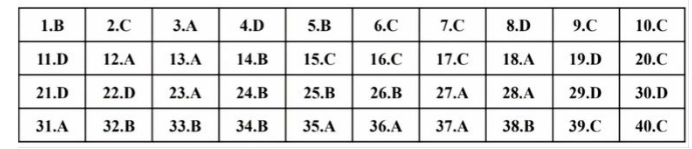 1.B 2.C 3.A 4.D 5.B 6.C 7.C 8.D 9.C 10.C
11.D 12.A 13.A 14.B 15.C 16.C 17.C 18.A 19.D 20.C
21.D 22.D 23.A 24.B 25.B 26.B 27.A 28.A 29.D 30.D
31.A 32.B 33.B 34.B 35.A 36.A 37.A 38.B 39.C 40.C